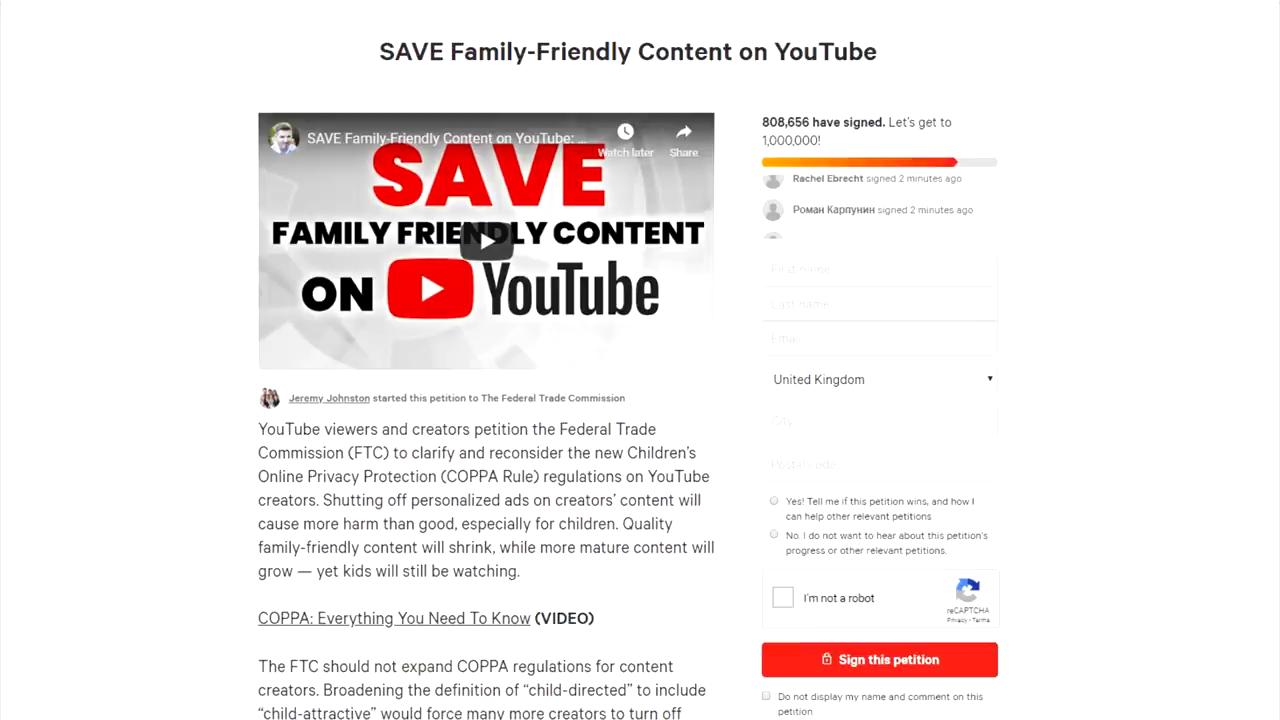 SAVE Family-Friendly Content on YouTube
SAVE Family-Friendly Content on YouTube: ...
Watch later
Share
SAVE
FAMILY FRIENDLY CONTENT
ON YouTube
Jeremy Johnston started this petition to The Federal Trade Commission
YouTube viewers and creators petition the Federal Trade
Commission (FTC) to clarify and reconsider the new Children's
Online Privacy Protection (COPPA Rule) regulations on YouTube
creators. Shutting off personalized ads on creators' content will
cause more harm than good, especially for children. Quality
family-friendly content will shrink, while more mature content will
grow — yet kids will still be watching.
COPPA: Everything You Need To Know (VIDEO)
The FTC should not expand COPPA regulations for content
creators. Broadening the definition of “child-directed” to include
“child-attractive” would force many more creators to turn off
808,656 have signed. Let's get to
1,000,000!
Rachel Ebrecht signed 2 minutes ago
Роман Карпунин signed 2 minutes ago
First name
Last name
Email
United Kingdom
City
Postal code
Yes! Tell me if this petition wins, and how I
can help other relevant petitions
No. I do not want to hear about this petition's
progress or other relevant petitions.
I'm not a robot
reCAPTCHA
Privacy - Terms
Sign this petition
Do not display my name and comment on this
petition